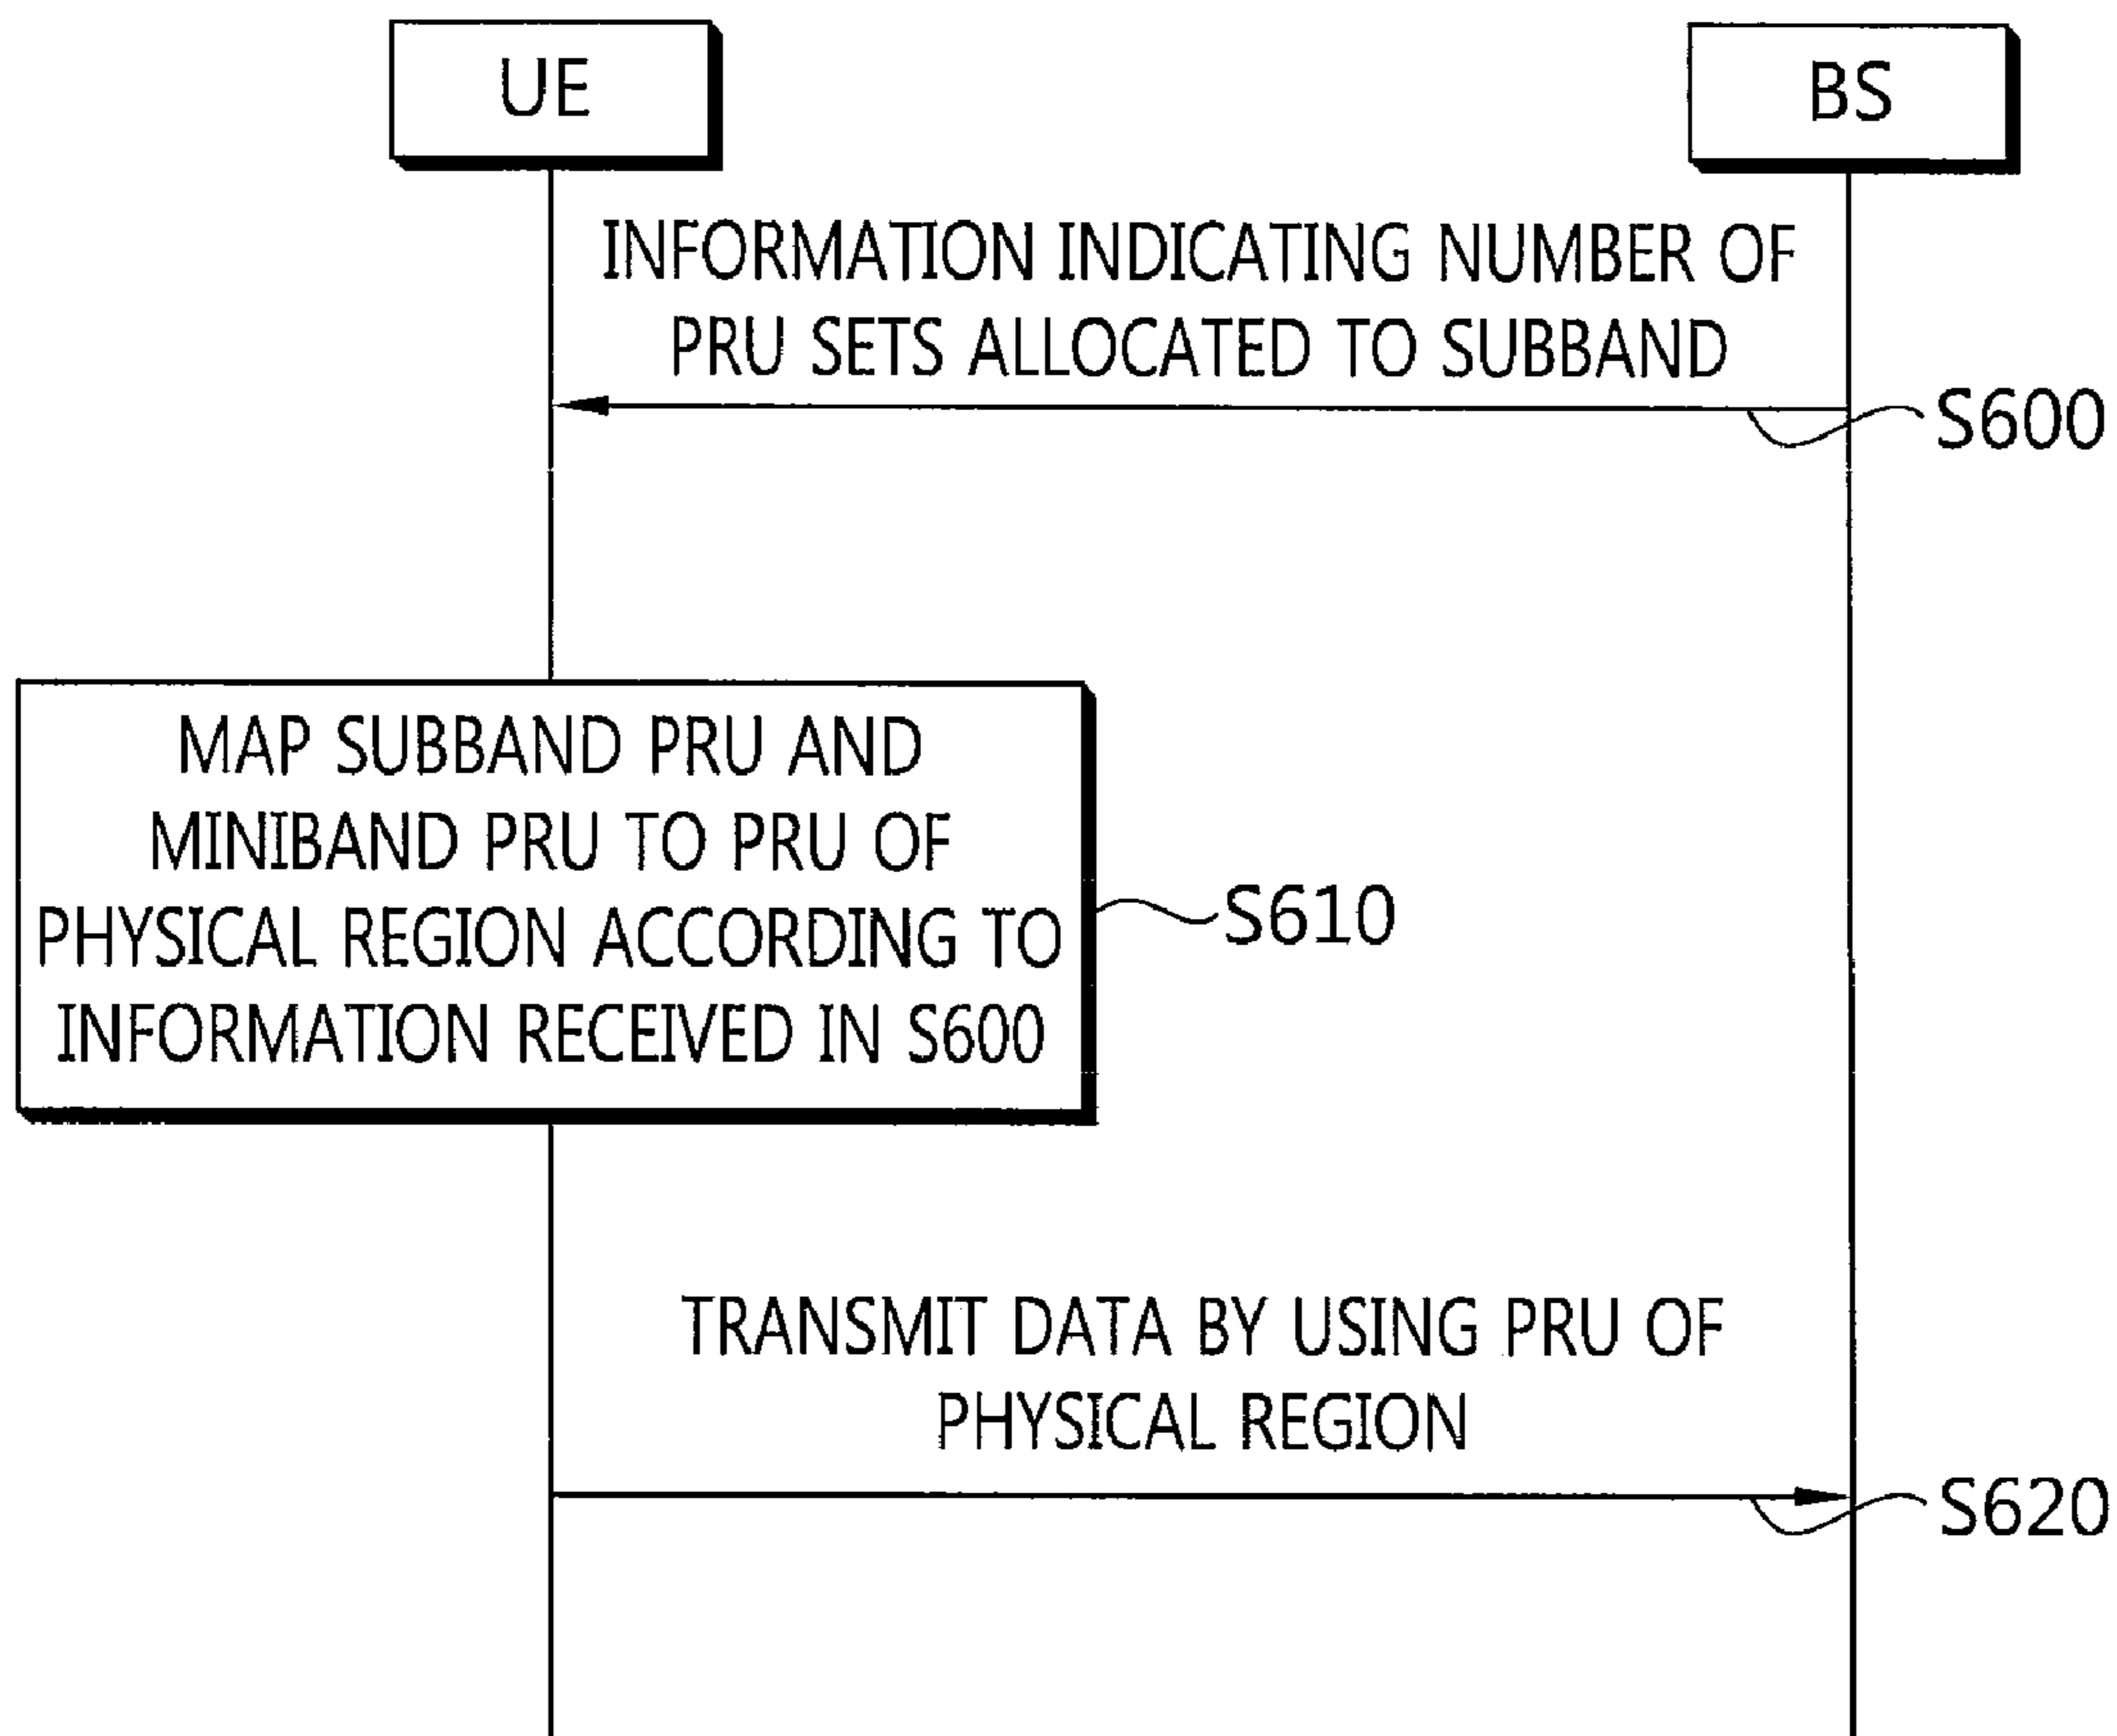 UE
BS
INFORMATION INDICATING NUMBER OF
PRU SETS ALLOCATED TO SUBBAND
S600
MAP SUBBAND PRU AND
MINIBAND PRU TO PRU OF
PHYSICAL REGION ACCORDING TO
INFORMATION RECEIVED IN S600
S610
TRANSMIT DATA BY USING PRU OF
PHYSICAL REGION
S620